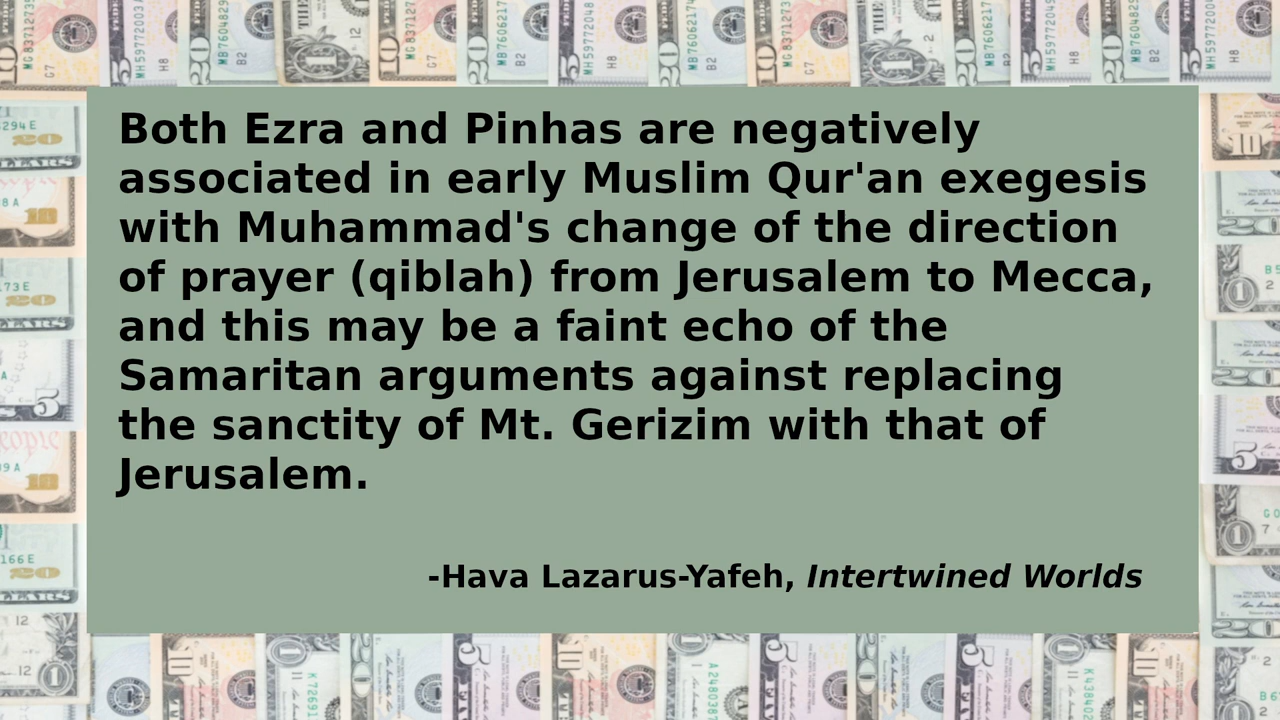 Both Ezra and Pinhas are negatively
associated in early Muslim Qur'an exegesis
with Muhammad's change of the direction
of prayer (qiblah) from Jerusalem to Mecca,
and this may be a faint echo of the
Samaritan arguments against replacing
the sanctity of Mt. Gerizim with that of
Jerusalem.
-Hava Lazarus-Yafeh, Intertwined Worlds